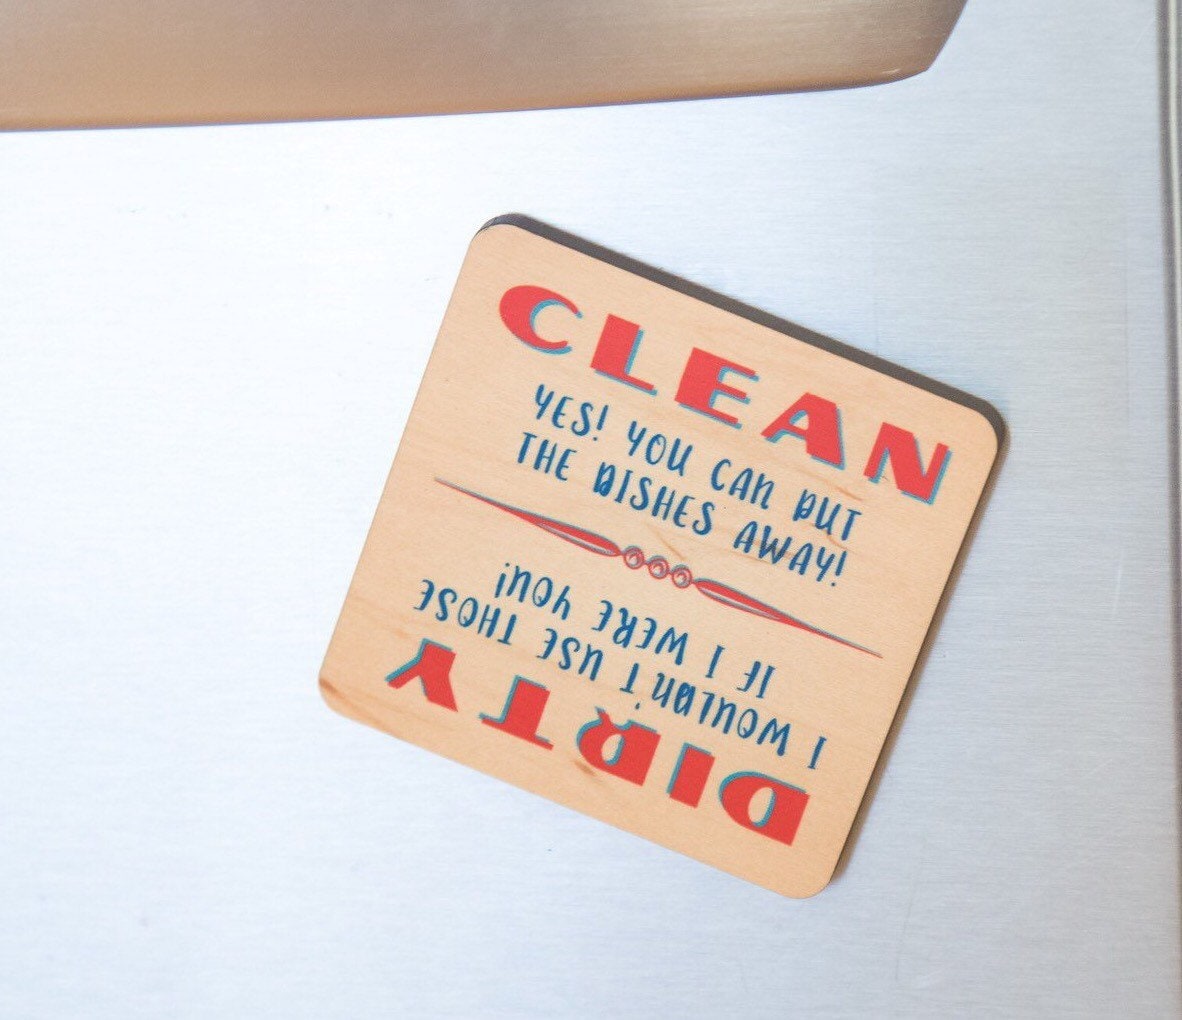 CLEAN
YES! YOU CAN PUT
THE DISHES AWAY!
DIRTY
I WOULDN'T USE THOSE
IF I WERE YOU!